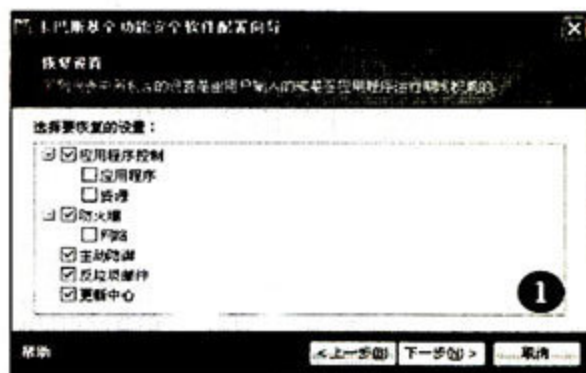 卡巴斯基全功能安全软件配置向导
恢复设置
选择要恢复的设置：
应用程序控制
应用程序
资源
防火墙
网络
主动防御
反垃圾邮件
更新中心
1
帮助
<上一步(B) 下一步(N) > 取消